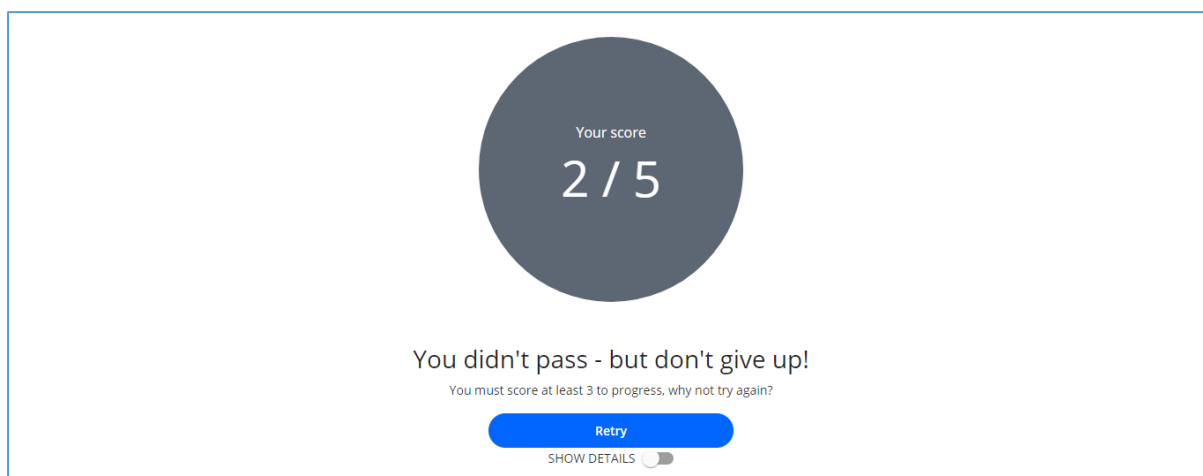 Your score
2 / 5
You didn't pass - but don't give up!
You must score at least 3 to progress, why not try again?
Retry
SHOW DETAILS